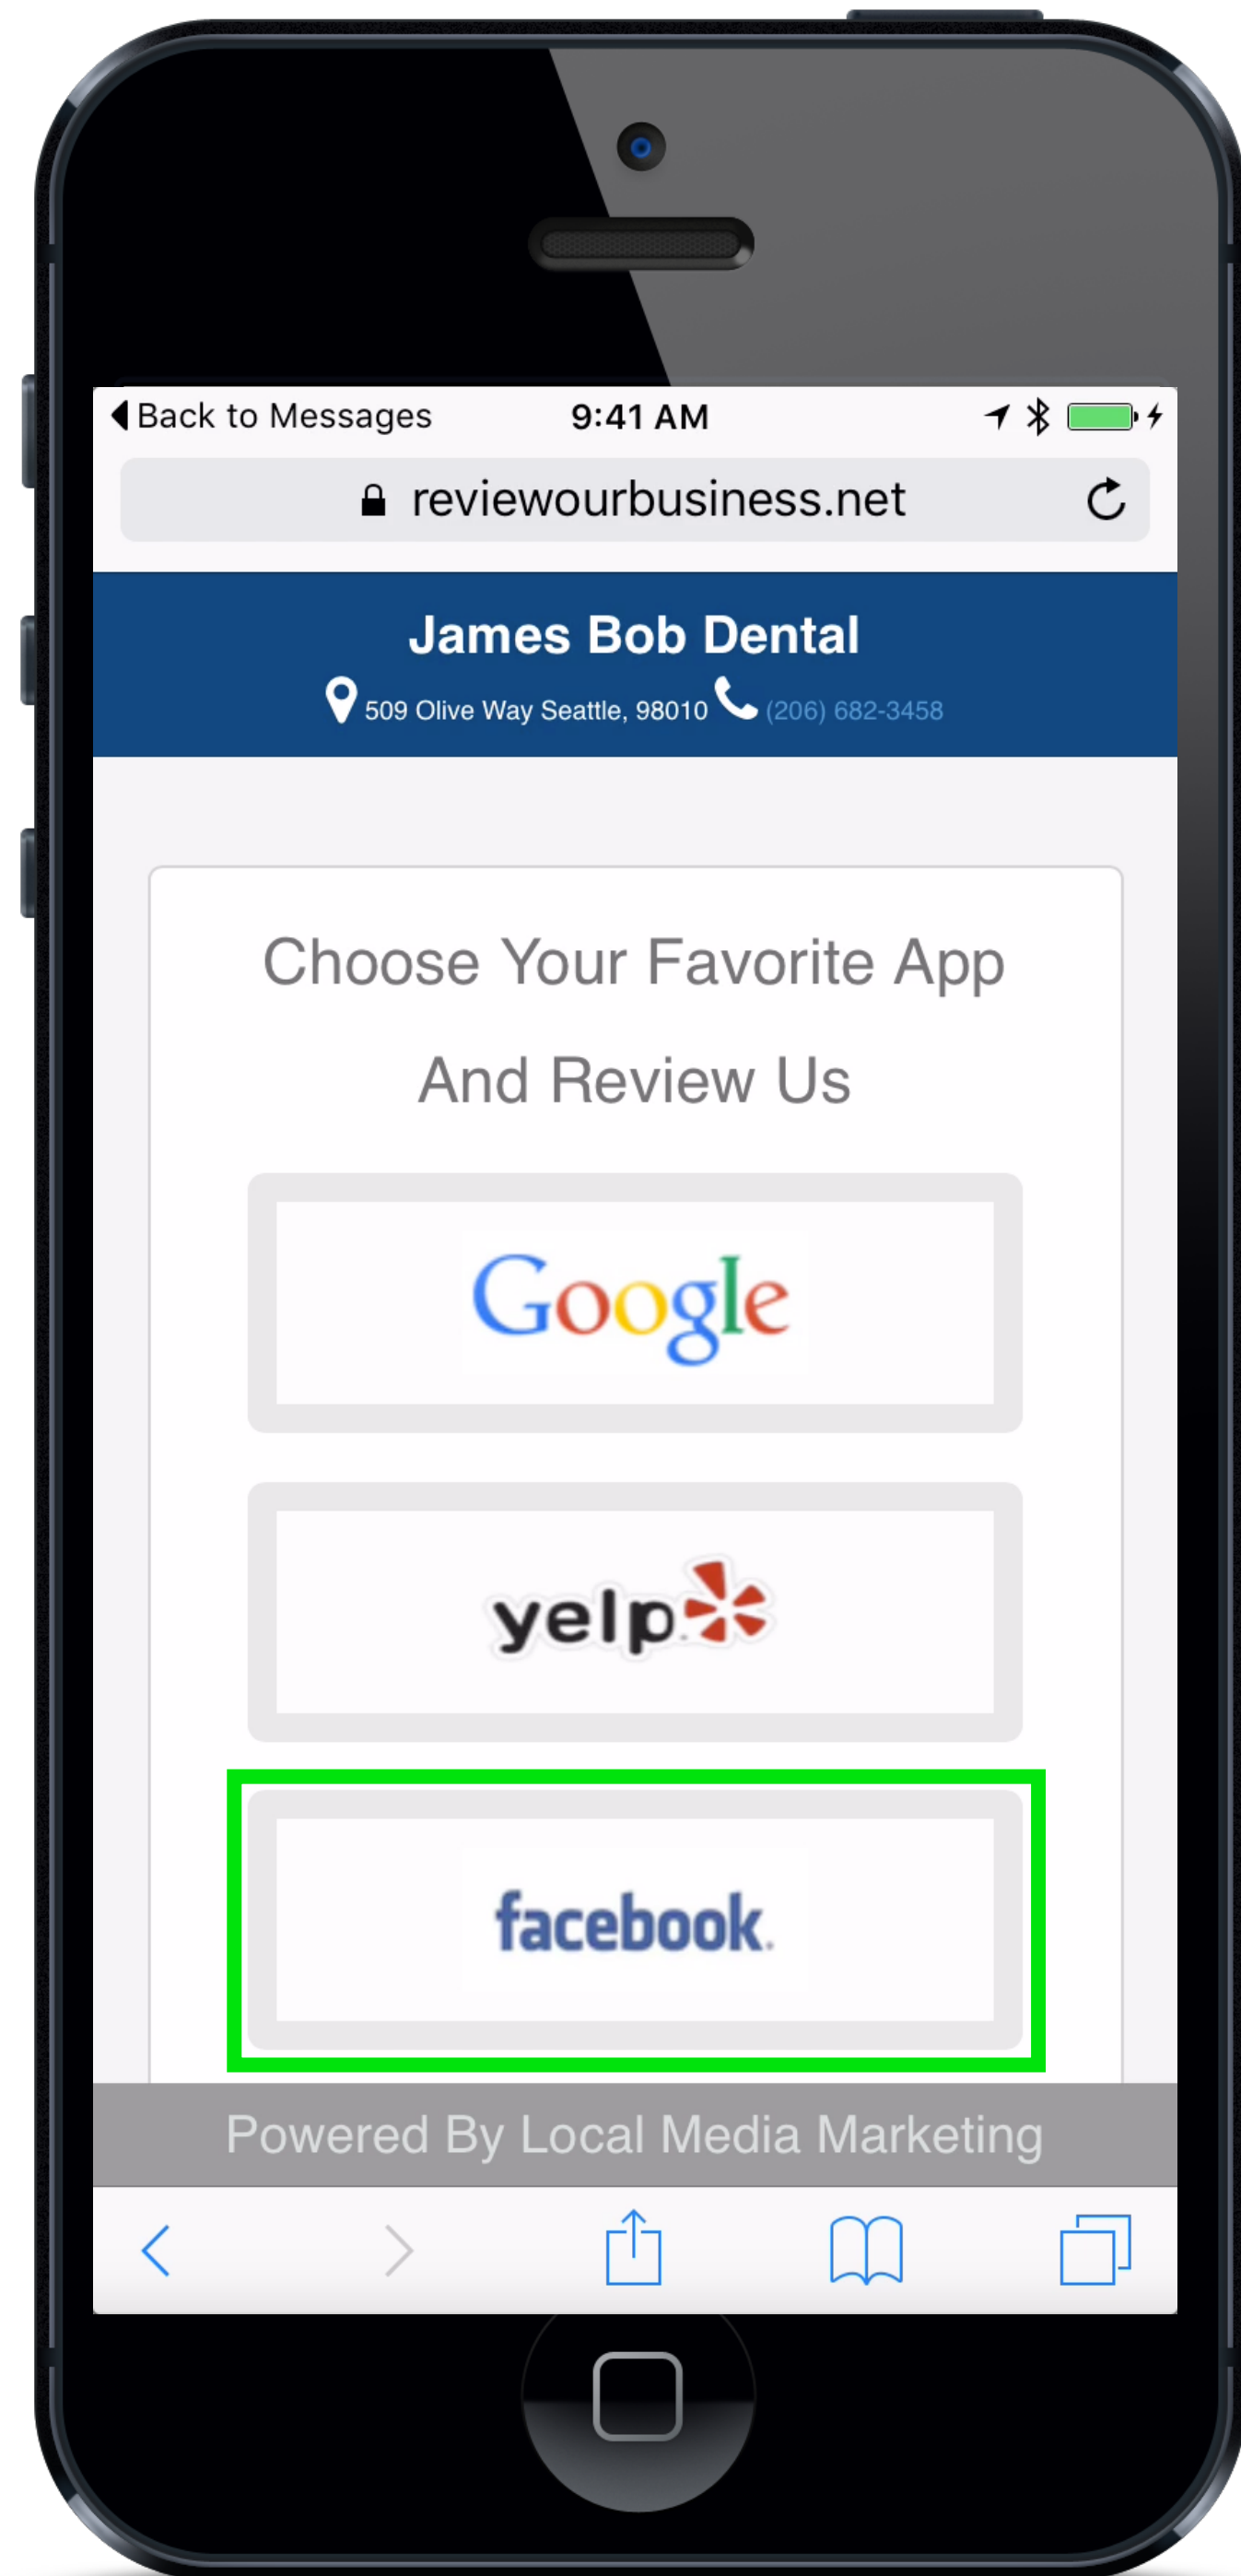 Back to Messages 9:41 AM
reviewourbusiness.net
James Bob Dental
509 Olive Way Seattle, 98010 (206) 682-3458
Choose Your Favorite App
And Review Us
Google
yelp
facebook.
Powered By Local Media Marketing